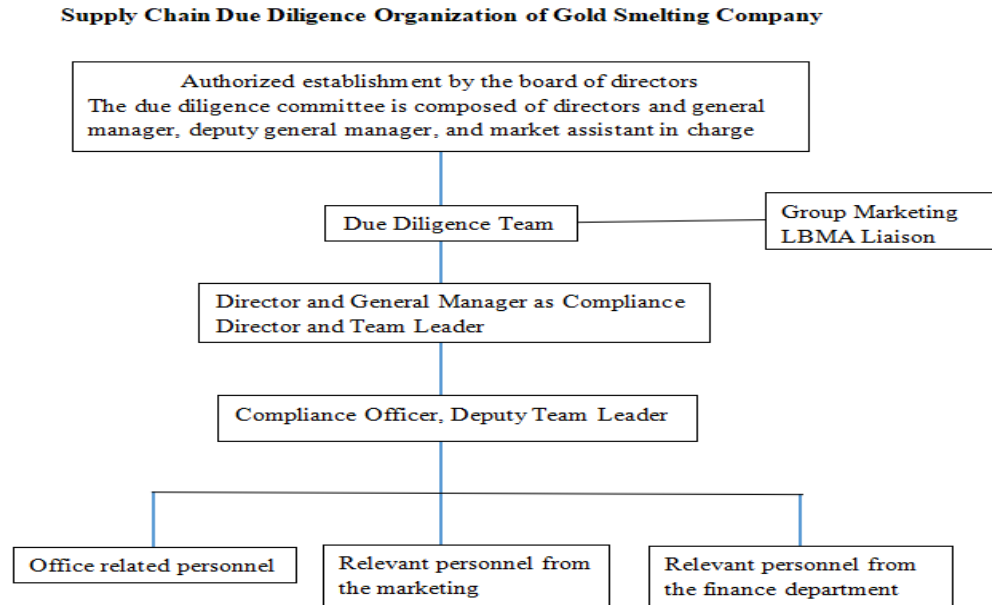 Supply Chain Due Diligence Organization of Gold Smelting Company
Authorized establishment by the board of directors
The due diligence committee is composed of directors and general
manager, deputy general manager, and market assistant in charge
Due Diligence Team
Group Marketing
LBMA Liaison
Director and General Manager as Compliance
Director and Team Leader
Compliance Officer, Deputy Team Leader
Office related personnel
Relevant personnel from
the marketing
Relevant personnel from
the finance department